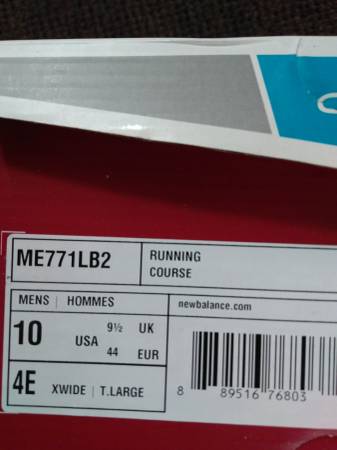 ME771LB2
RUNNING
COURSE
MENS | HOMMES
newbalance.com
10 USA 9½ UK
44 EUR
4E XWIDE | T.LARGE
8 89516 76803